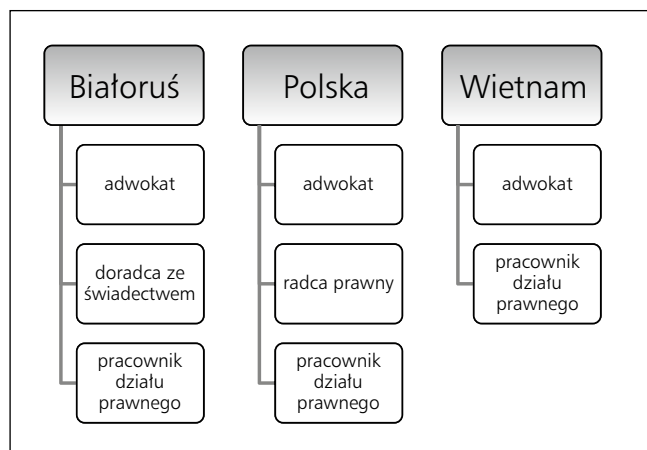 Białoruś
adwokat
doradca ze
świadectwem
pracownik
działu
prawnego
Polska
adwokat
radca prawny
pracownik
działu
prawnego
Wietnam
adwokat
pracownik
działu
prawnego